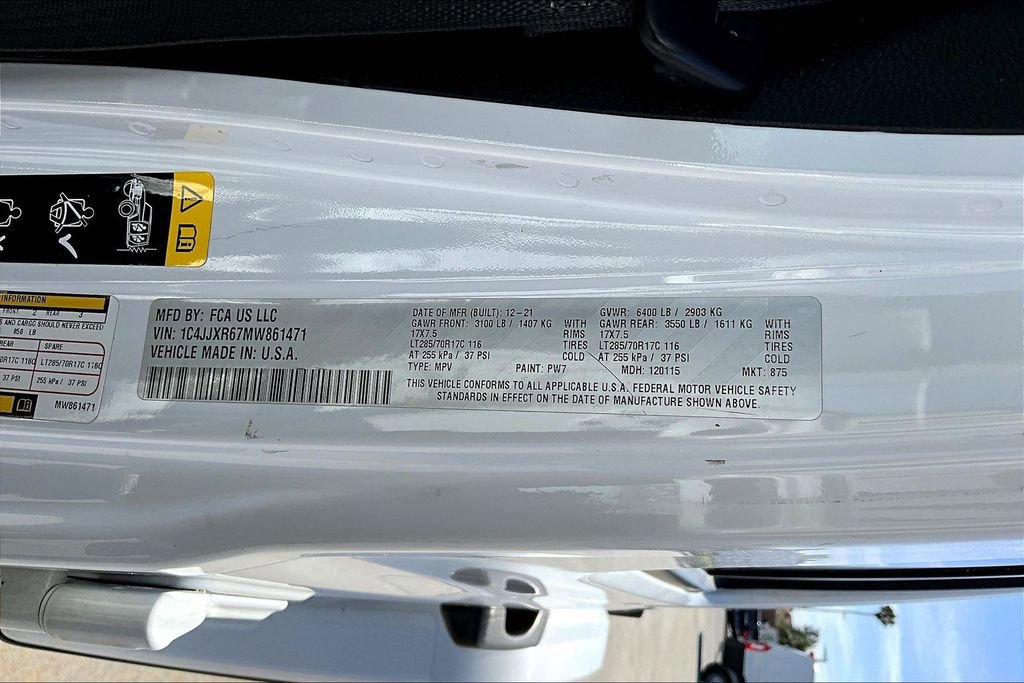 MFD BY: FCA US LLC
VIN: 1C4JJXR67MW861471
VEHICLE MADE IN: U.S.A.
DATE OF MFR (BUILT): 12-21
GVWR: 6400 LB / 2903 KG
GAWR FRONT: 3100 LB / 1407 KG WITH
GAWR REAR: 3550 LB / 1611 KG WITH
17X7.5 RIMS
17X7.5 RIMS
LT285/70R17C 116 TIRES
LT285/70R17C 116 TIRES
AT 255 kPa / 37 PSI COLD
AT 255 kPa / 37 PSI COLD
TYPE: MPV PAINT: PW7 MDH: 120115 MKT: 875
THIS VEHICLE CONFORMS TO ALL APPLICABLE U.S.A. FEDERAL MOTOR VEHICLE SAFETY
STANDARDS IN EFFECT ON THE DATE OF MANUFACTURE SHOWN ABOVE.
INFORMATION
FRONT 2 REAR 3
AND CARGO SHOULD NEVER EXCEED
850 LB
REAR SPARE
70R17C 116Q LT285/70R17C 116Q
37 PSI 255 kPa / 37 PSI
MW861471